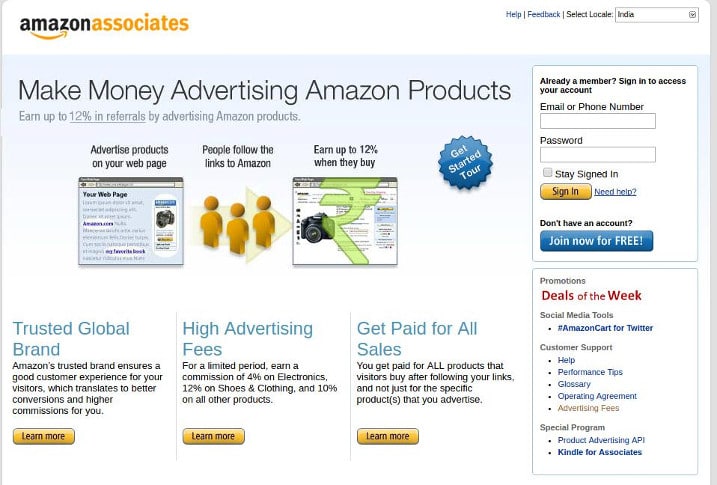 amazonassociates
Help | Feedback | Select Locale: India
Make Money Advertising Amazon Products
Earn up to 12% in referrals by advertising Amazon products.
Advertise products
on your web page
People follow the
links to Amazon
Earn up to 12%
when they buy
Your Web Page
Amazon.com
my favorite book
Get
Started
Tour
Already a member? Sign in to access
your account
Email or Phone Number
Password
Stay Signed In
Sign In Need help?
Don't have an account?
Join now for FREE!
Trusted Global
Brand
Amazon's trusted brand ensures a
good customer experience for your
visitors, which translates to better
conversions and higher
commissions for you.
Learn more
High Advertising
Fees
For a limited period, earn a
commission of 4% on Electronics,
12% on Shoes & Clothing, and 10%
on all other products.
Learn more
Get Paid for All
Sales
You get paid for ALL products that
visitors buy after following your links,
and not just for the specific
product(s) that you advertise.
Learn more
Promotions
Deals of the Week
Social Media Tools
#AmazonCart for Twitter
Customer Support
Help
Performance Tips
Glossary
Operating Agreement
Advertising Fees
Special Program
Product Advertising API
Kindle for Associates